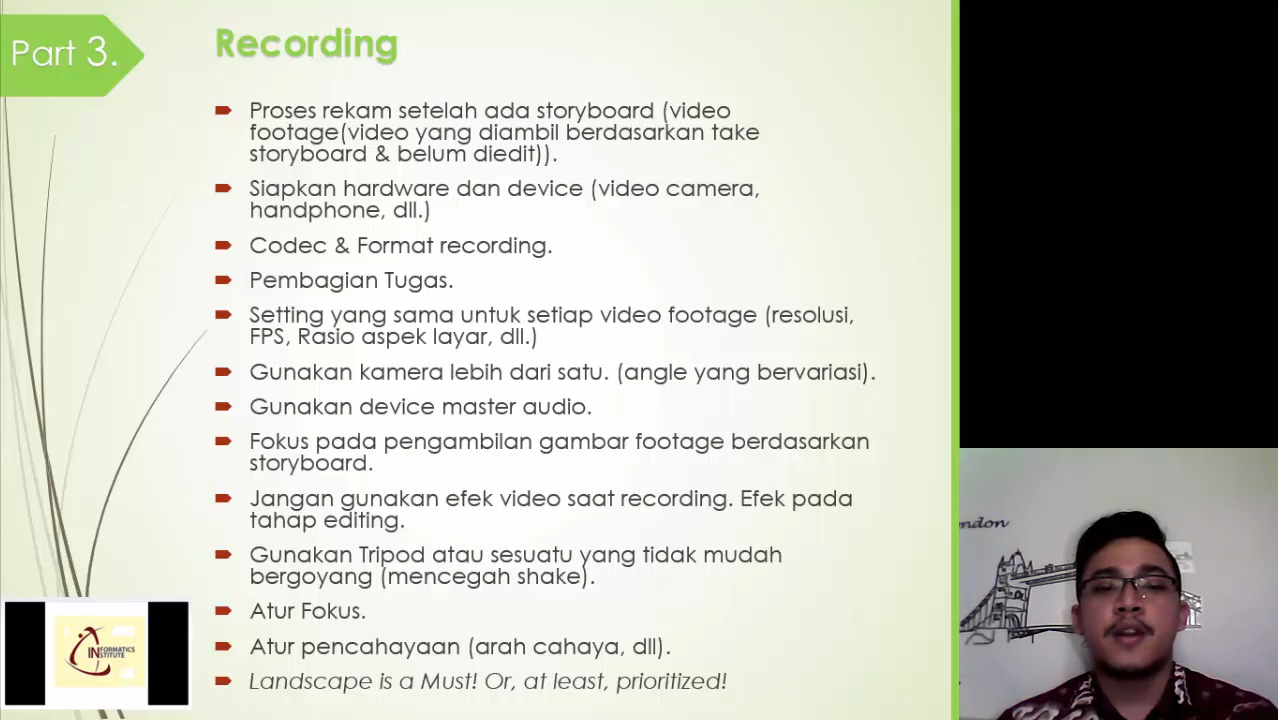 Part 3.
Recording
Proses rekam setelah ada storyboard (video
footage(video yang diambil berdasarkan take
storyboard & belum diedit)).
Siapkan hardware dan device (video camera,
handphone, dll.)
Codec & Format recording.
Pembagian Tugas.
Setting yang sama untuk setiap video footage (resolusi,
FPS, Rasio aspek layar, dll.)
Gunakan kamera lebih dari satu. (angle yang bervariasi).
Gunakan device master audio.
Fokus pada pengambilan gambar footage berdasarkan
storyboard.
Jangan gunakan efek video saat recording. Efek pada
tahap editing.
Gunakan Tripod atau sesuatu yang tidak mudah
bergoyang (mencegah shake).
Atur Fokus.
Atur pencahayaan (arah cahaya, dll).
Landscape is a Must! Or, at least, prioritized!
INFORMATICS
INSTITUTE
ndon